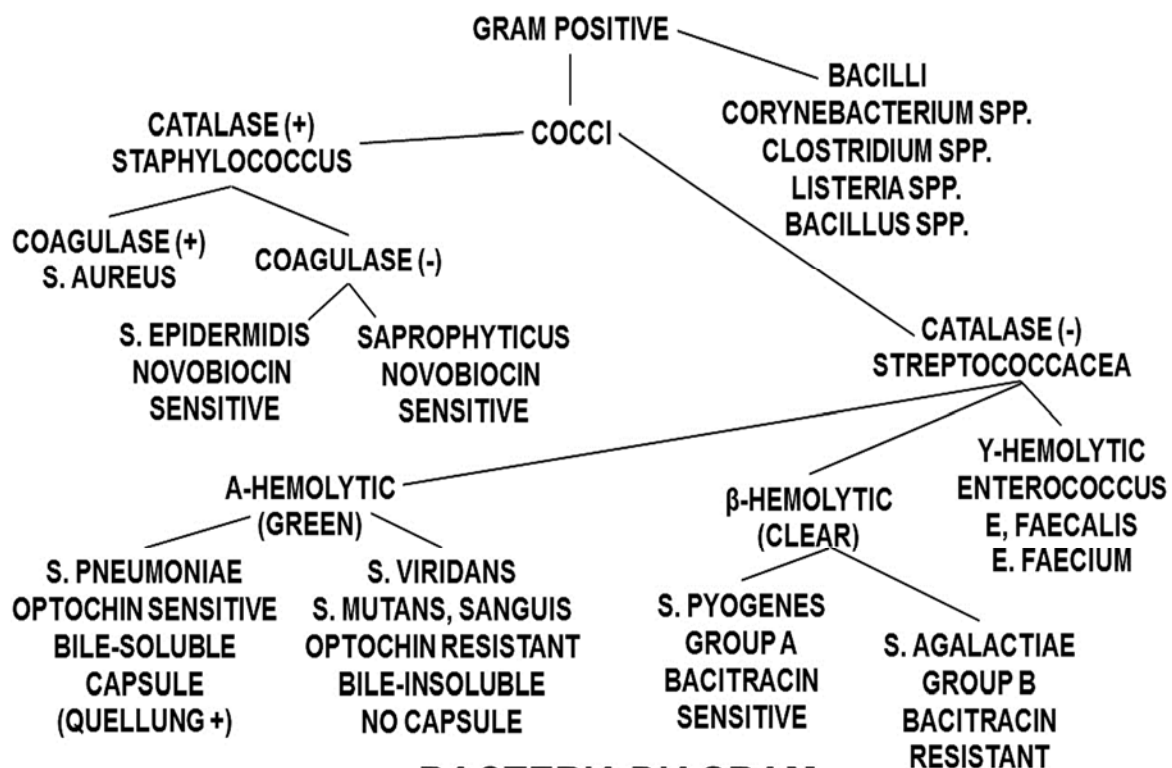 GRAM POSITIVE
BACILLI
CORYNEBACTERIUM SPP.
CLOSTRIDIUM SPP.
LISTERIA SPP.
BACILLUS SPP.
COCCI
CATALASE (+)
STAPHYLOCOCCUS
COAGULASE (+)
S. AUREUS
COAGULASE (-)
S. EPIDERMIDIS
NOVOBIOCIN
SENSITIVE
SAPROPHYTICUS
NOVOBIOCIN
SENSITIVE
CATALASE (-)
STREPTOCOCCACEA
A-HEMOLYTIC
(GREEN)
S. PNEUMONIAE
OPTOCHIN SENSITIVE
BILE-SOLUBLE
CAPSULE
(QUELLUNG +)
S. VIRIDANS
S. MUTANS, SANGUIS
OPTOCHIN RESISTANT
BILE-INSOLUBLE
NO CAPSULE
β-HEMOLYTIC
(CLEAR)
S. PYOGENES
GROUP A
BACITRACIN
SENSITIVE
S. AGALACTIAE
GROUP B
BACITRACIN
RESISTANT
Y-HEMOLYTIC
ENTEROCOCCUS
E, FAECALIS
E. FAECIUM